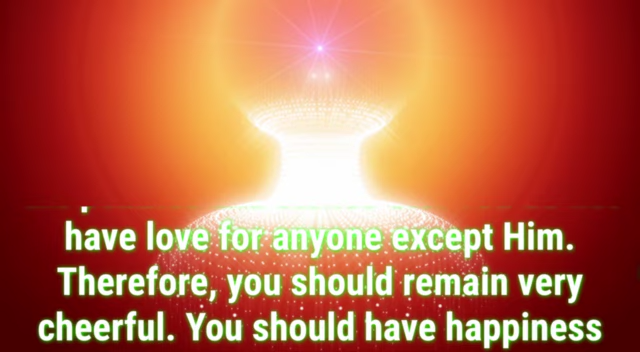 have love for anyone except Him.
Therefore, you should remain very
cheerful. You should have happiness